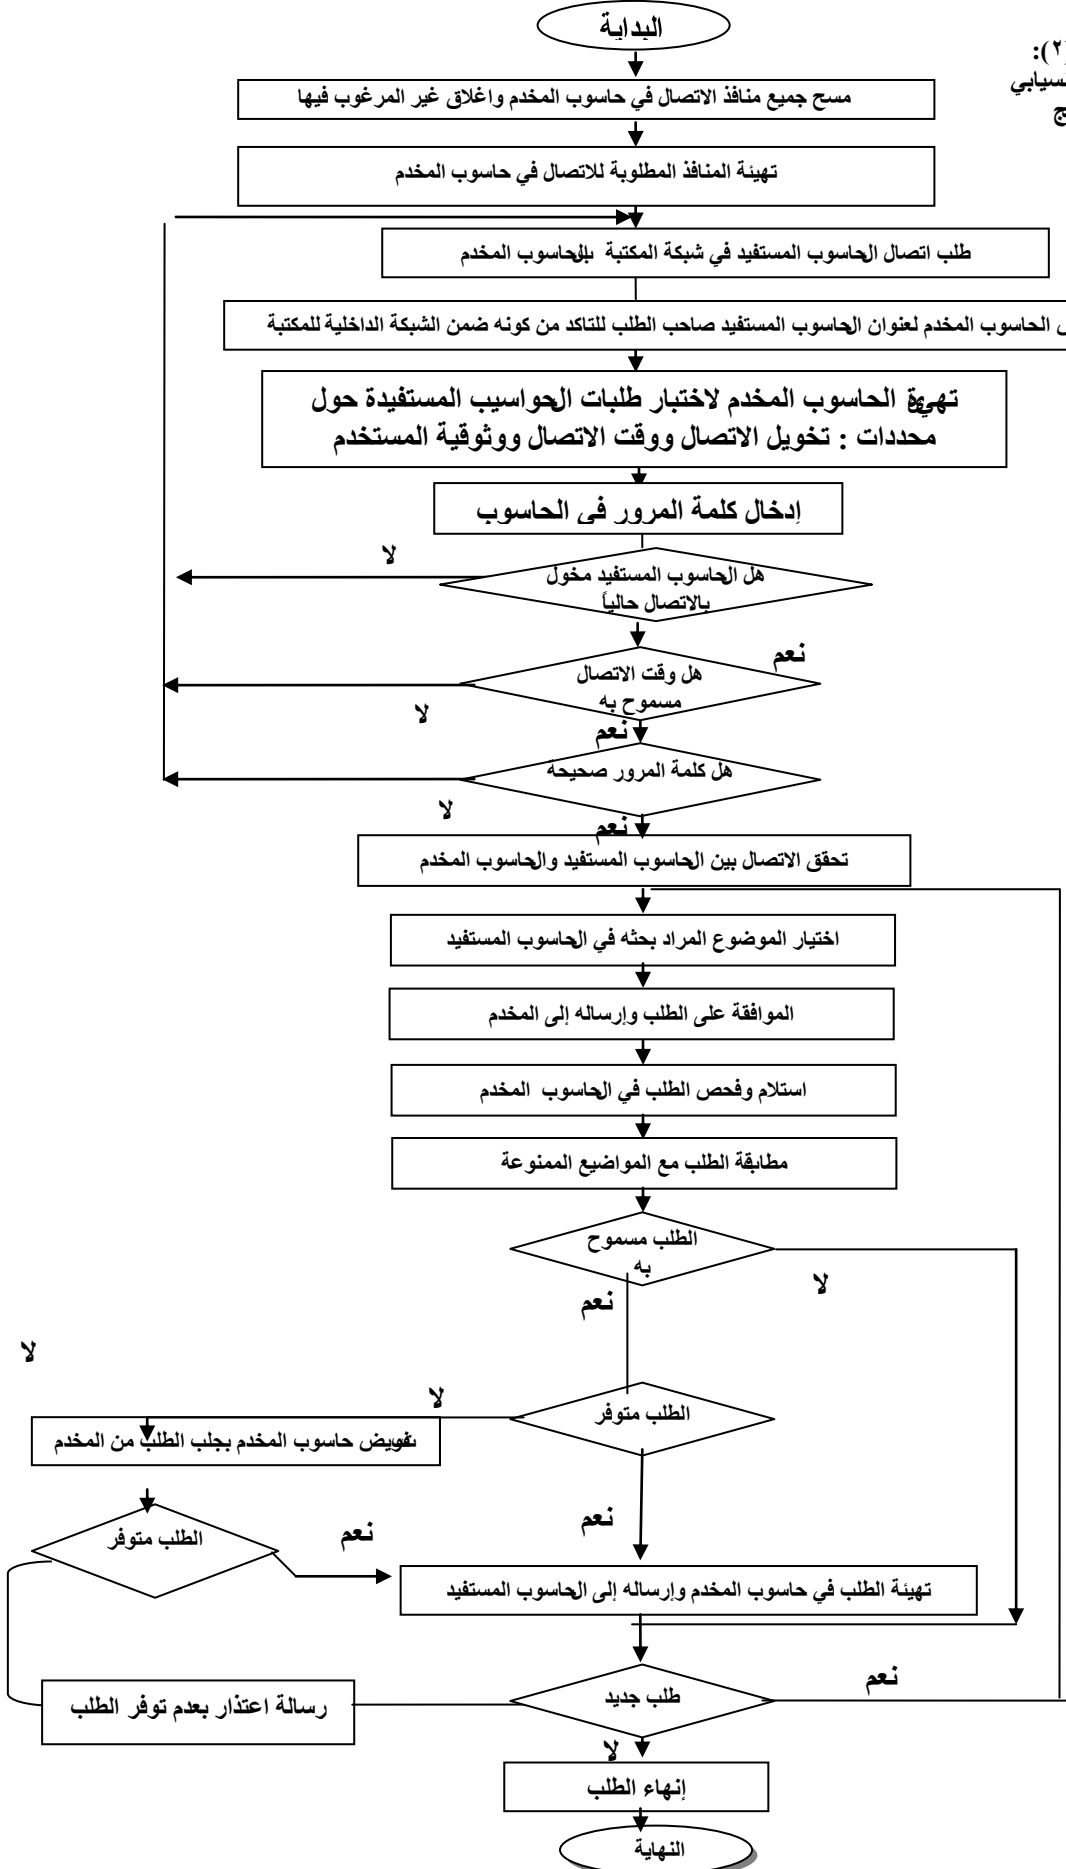 البداية
(٢):
مسح جميع منافذ الاتصال في حاسوب المخدم واغلاق غير المرغوب فيها
تهيئة المنافذ المطلوبة للاتصال في حاسوب المخدم
طلب اتصال الحاسوب المستفيد في شبكة المكتبة بالحاسوب المخدم
الحاسوب المخدم لعنوان الحاسوب المستفيد صاحب الطلب للتاكد من كونه ضمن الشبكة الداخلية للمكتبة
تهيئة الحاسوب المخدم لاختبار طلبات الحواسيب المستفيدة حول
محددات : تخويل الاتصال ووقت الاتصال ووثوقية المستخدم
إدخال كلمة المرور في الحاسوب
لا
هل الحاسوب المستفيد مخول
بالاتصال حالياً
نعم
هل وقت الاتصال
مسموح به
لا
نعم
هل كلمة المرور صحيحة
لا
نعم
تحقق الاتصال بين الحاسوب المستفيد والحاسوب المخدم
اختيار الموضوع المراد بحثه في الحاسوب المستفيد
الموافقة على الطلب وإرساله إلى المخدم
استلام وفحص الطلب في الحاسوب المخدم
مطابقة الطلب مع المواضيع الممنوعة
الطلب مسموح
به
لا
نعم
لا
لا
الطلب متوفر
تفويض حاسوب المخدم بجلب الطلب من المخدم
نعم
نعم
الطلب متوفر
تهيئة الطلب في حاسوب المخدم وإرساله إلى الحاسوب المستفيد
نعم
طلب جديد
رسالة اعتذار بعدم توفر الطلب
لا
إنهاء الطلب
النهاية